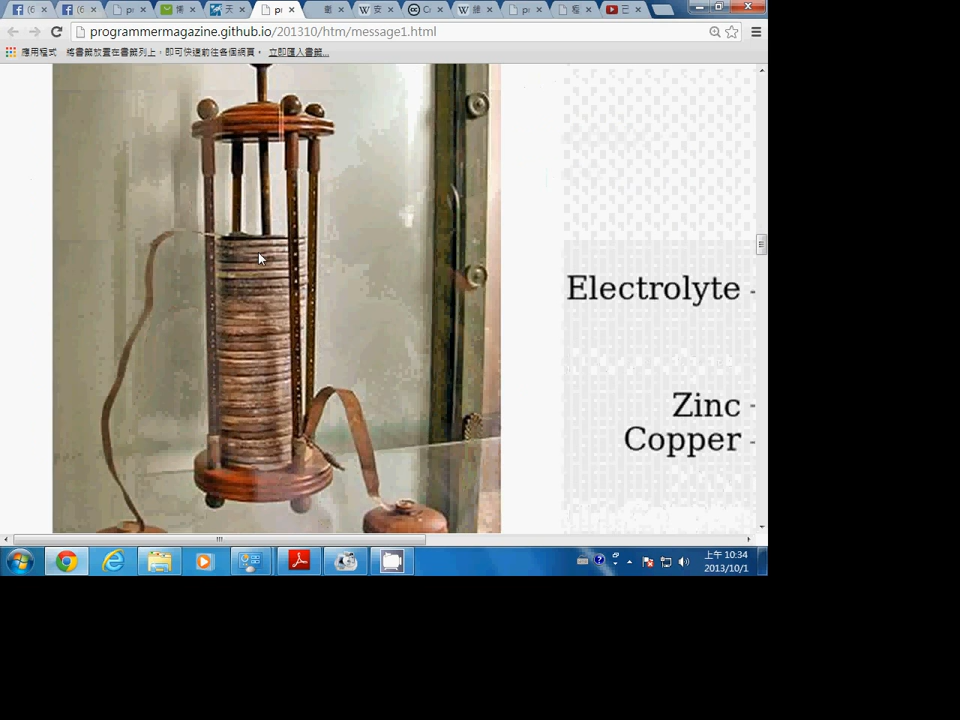 programmermagazine.github.io/201310/htm/message1.html
應用程式 將書籤放置在書籤列上，即可快速前往各個網頁。 立即匯入書籤...
Electrolyte
Zinc
Copper
上午 10:34
2013/10/1